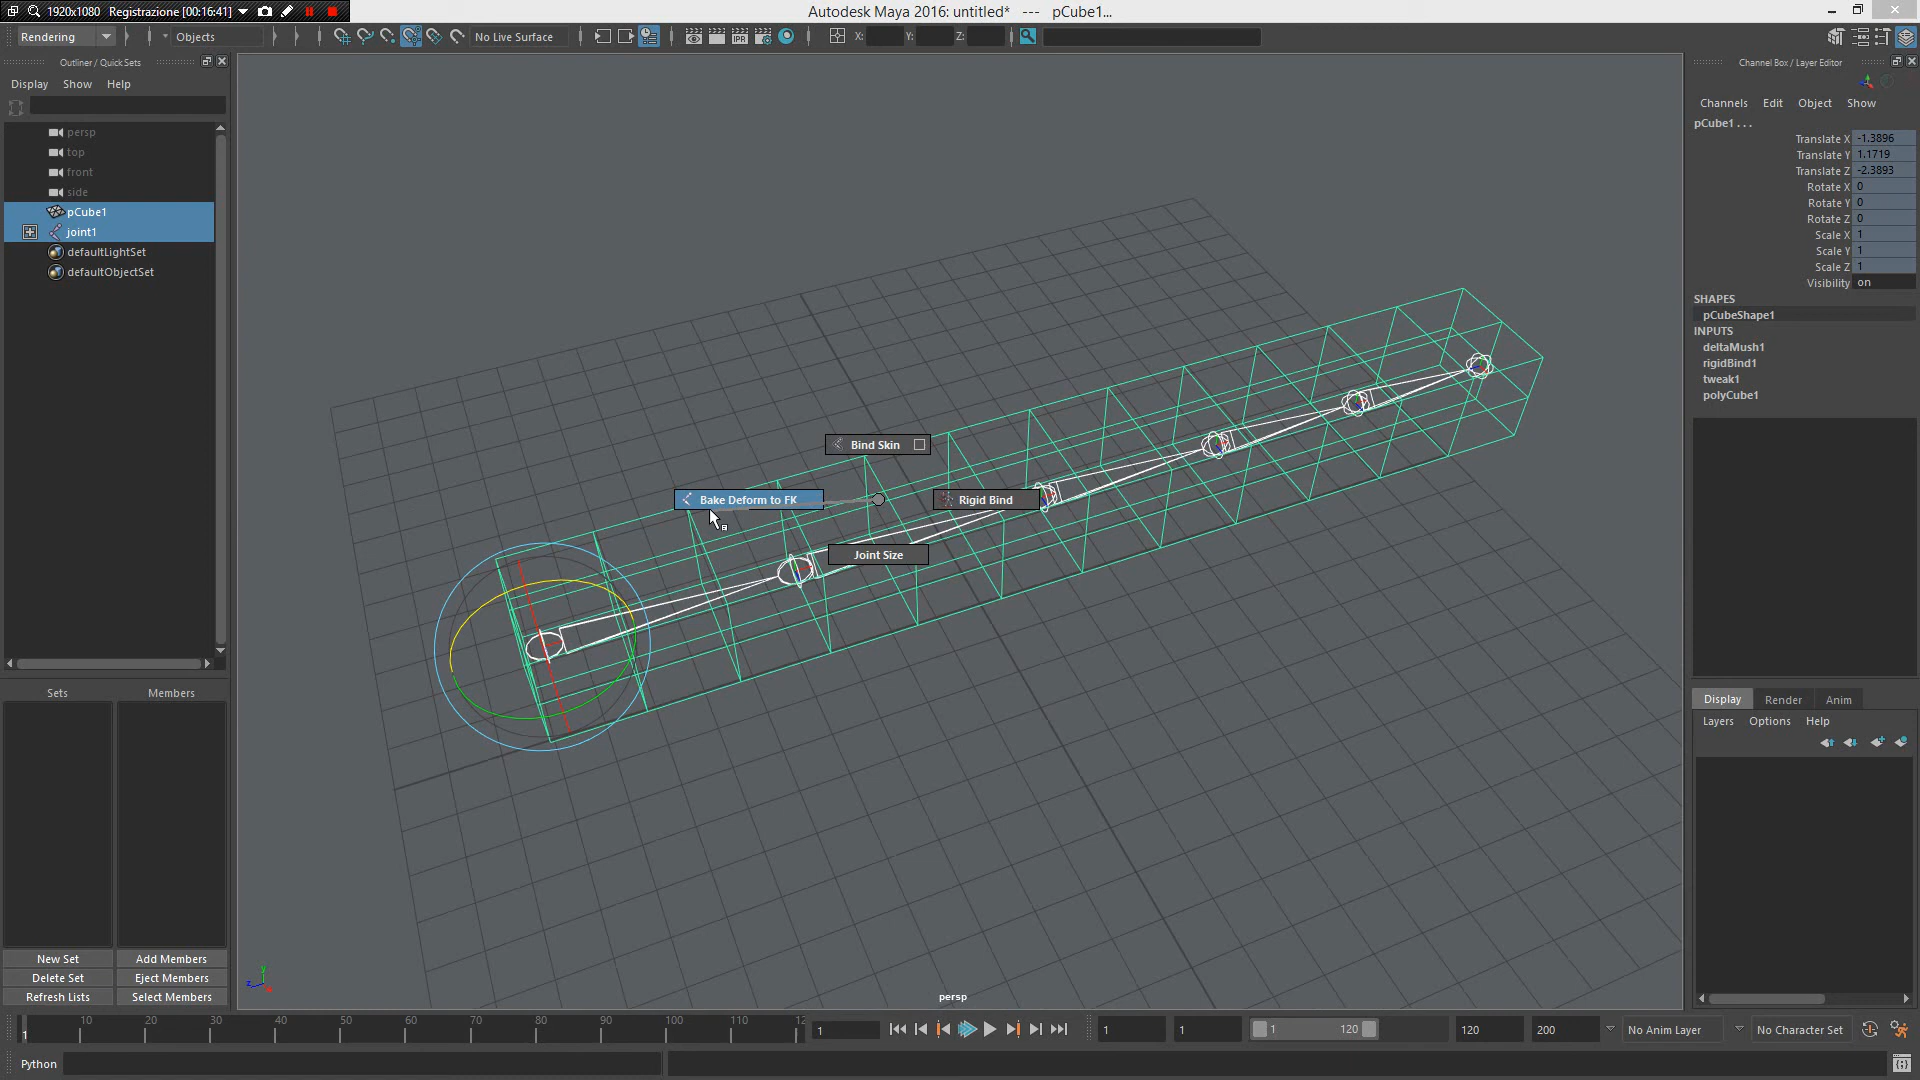 1920x1080 Registrazione [00:16:41]
Autodesk Maya 2016: untitled* --- pCube1...
Rendering
Objects
No Live Surface
IPR
X: Y: Z:
Outliner / Quick Sets
Display Show Help
persp
top
front
side
pCube1
joint1
defaultLightSet
defaultObjectSet
Sets Members
New Set Add Members
Delete Set Eject Members
Refresh Lists Select Members
Bind Skin
Bake Deform to FK
Rigid Bind
Joint Size
persp
Channel Box / Layer Editor
Channels Edit Object Show
pCube1 . . .
Translate X -1.3896
Translate Y 1.1719
Translate Z -2.3893
Rotate X 0
Rotate Y 0
Rotate Z 0
Scale X 1
Scale Y 1
Scale Z 1
Visibility on
SHAPES
pCubeShape1
INPUTS
deltaMush1
rigidBind1
tweak1
polyCube1
Display Render Anim
Layers Options Help
1 10 20 30 40 50 60 70 80 90 100 110 12
1
1 1 1 120 120 200 No Anim Layer No Character Set
Python